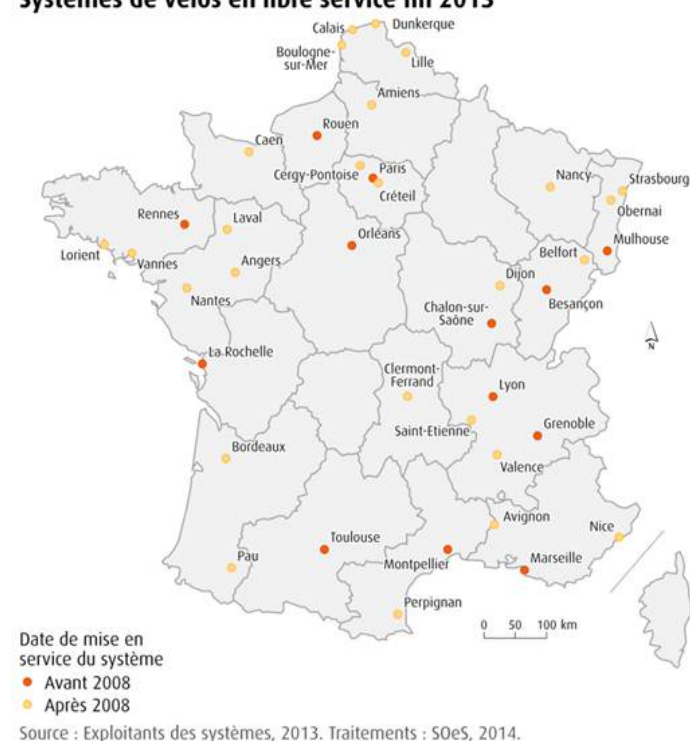 Systèmes de vélos en libre service fin 2013
Calais
Dunkerque
Boulogne-
sur-Mer
Lille
Amiens
Rouen
Caen
Cergy-Pontoise
Paris
Créteil
Nancy
Strasbourg
Obernai
Mulhouse
Rennes
Laval
Orléans
Lorient
Vannes
Angers
Nantes
Belfort
Dijon
Besançon
Chalon-sur-
Saône
N
La Rochelle
Clermont-
Ferrand
Lyon
Saint-Etienne
Grenoble
Valence
Bordeaux
Avignon
Nice
Toulouse
Montpellier
Marseille
Pau
Perpignan
0 50 100 km
Date de mise en
service du système
Avant 2008
Après 2008
Source : Exploitants des systèmes, 2013. Traitements : SOeS, 2014.